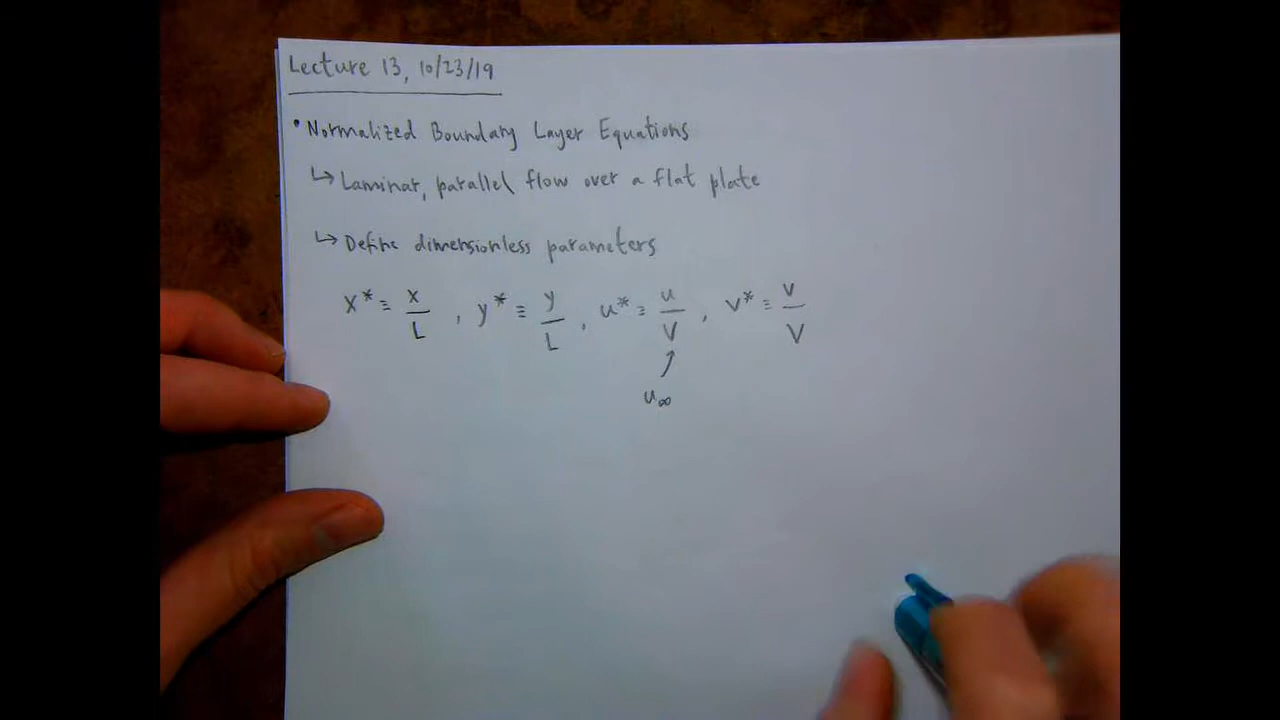 Lecture 13, 10/23/19
• Normalized Boundary Layer Equations
↳ Laminar, parallel flow over a flat plate
↳ Define dimensionless parameters
x* ≡ x/L , y* ≡ y/L , u* ≡ u/V , v* ≡ v/V
u∞